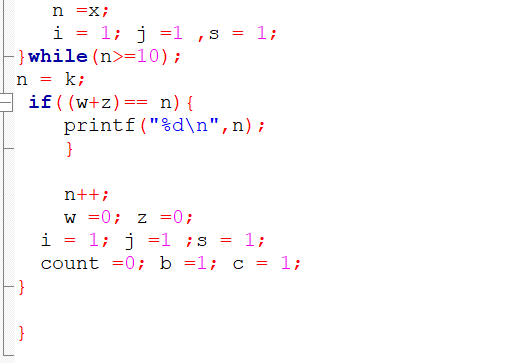 n =x;
i = 1; j =1 ,s = 1;
}while(n>=10);
n = k;
if((w+z)== n){
printf("%d\n",n);
}
n++;
w =0; z =0;
i = 1; j =1 ;s = 1;
count =0; b =1; c = 1;
}
}